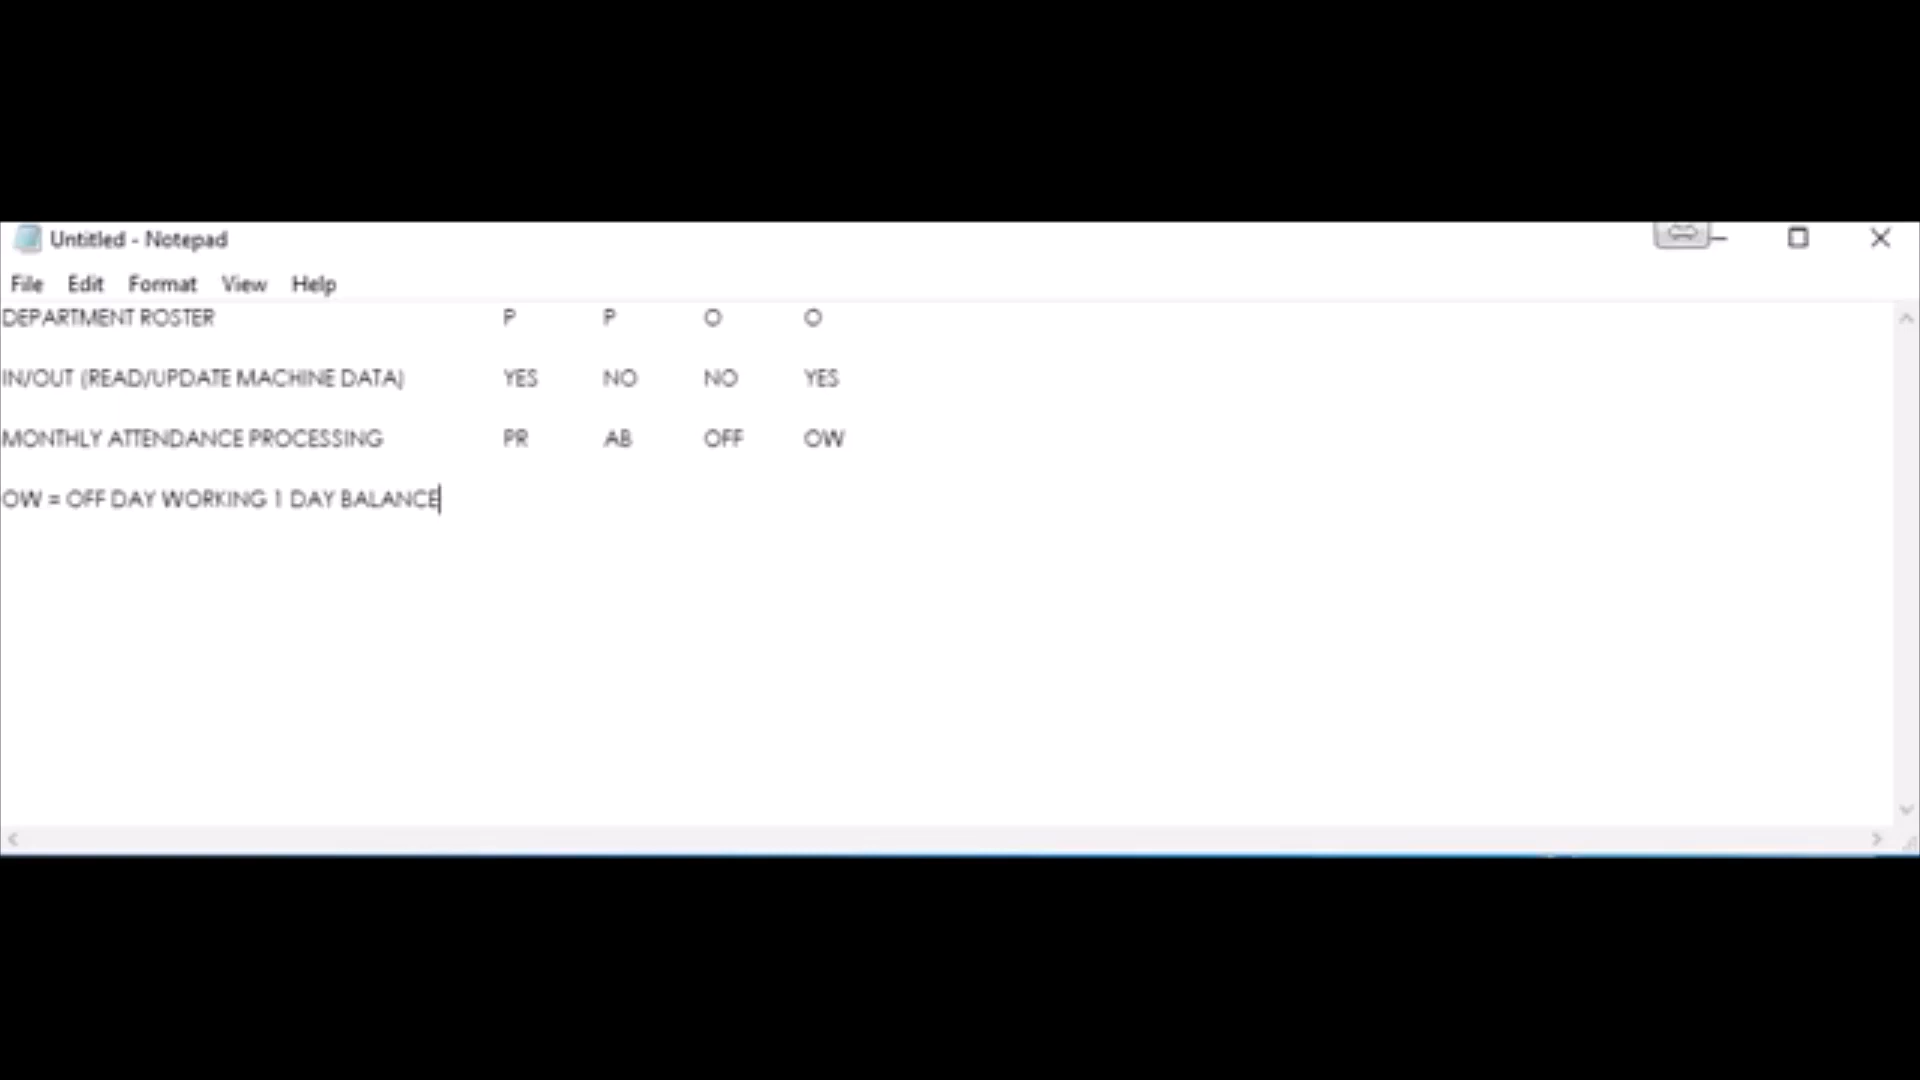 Untitled - Notepad
File Edit Format View Help
DEPARTMENT ROSTER P P O O
IN/OUT (READ/UPDATE MACHINE DATA) YES NO NO YES
MONTHLY ATTENDANCE PROCESSING PR AB OFF OW
OW = OFF DAY WORKING 1 DAY BALANCE